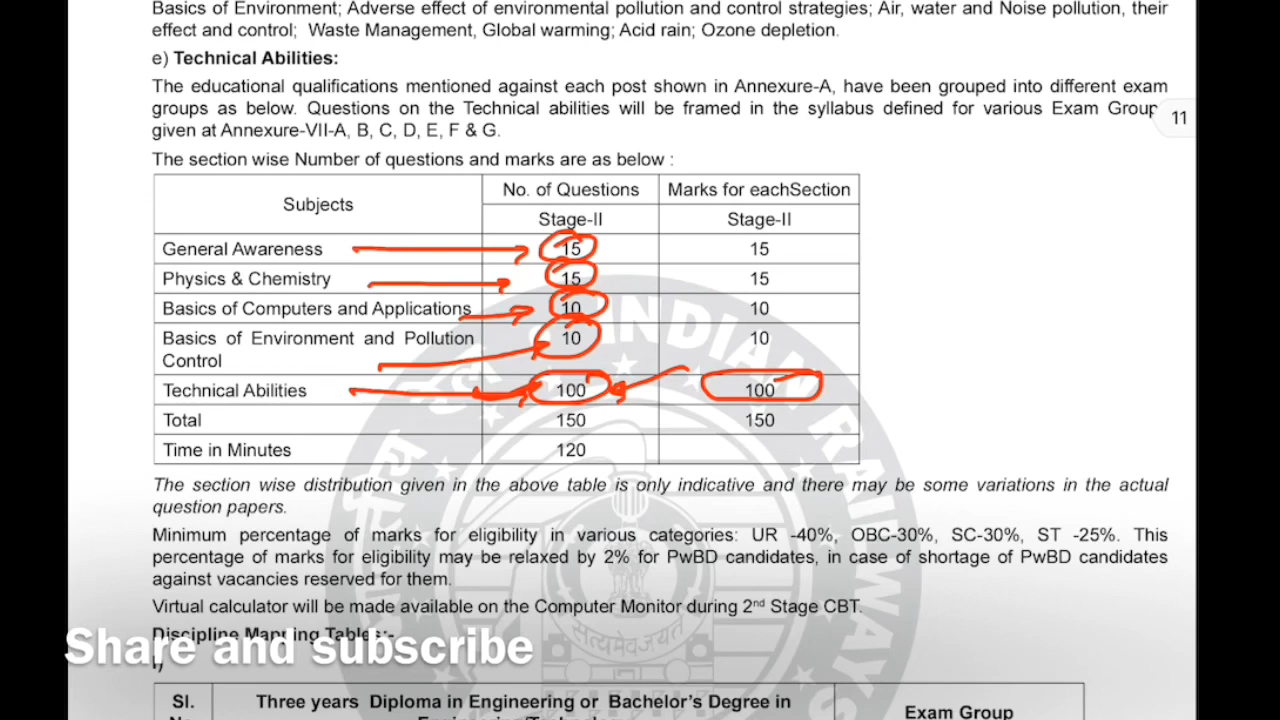 Basics of Environment; Adverse effect of environmental pollution and control strategies; Air, water and Noise pollution, their
effect and control;  Waste Management, Global warming; Acid rain; Ozone depletion.
e) Technical Abilities:
The educational qualifications mentioned against each post shown in Annexure-A, have been grouped into different exam
groups as below. Questions on the Technical abilities will be framed in the syllabus defined for various Exam Group
given at Annexure-VII-A, B, C, D, E, F & G.
11
The section wise Number of questions and marks are as below :
Subjects No. of Questions Marks for eachSection
Stage-II Stage-II
General Awareness 15 15
Physics & Chemistry 15 15
Basics of Computers and Applications 10 10
Basics of Environment and Pollution 10 10
Control
Technical Abilities 100 100
Total 150 150
Time in Minutes 120
The section wise distribution given in the above table is only indicative and there may be some variations in the actual
question papers.
Minimum percentage of marks for eligibility in various categories: UR -40%, OBC-30%, SC-30%, ST -25%. This
percentage of marks for eligibility may be relaxed by 2% for PwBD candidates, in case of shortage of PwBD candidates
against vacancies reserved for them.
Virtual calculator will be made available on the Computer Monitor during 2nd Stage CBT.
Discipline Mapping Tables:-
Share and subscribe
Sl. Three years Diploma in Engineering or Bachelor's Degree in
Exam Group
INDIAN RAILWAYS
सत्यमेव जयते